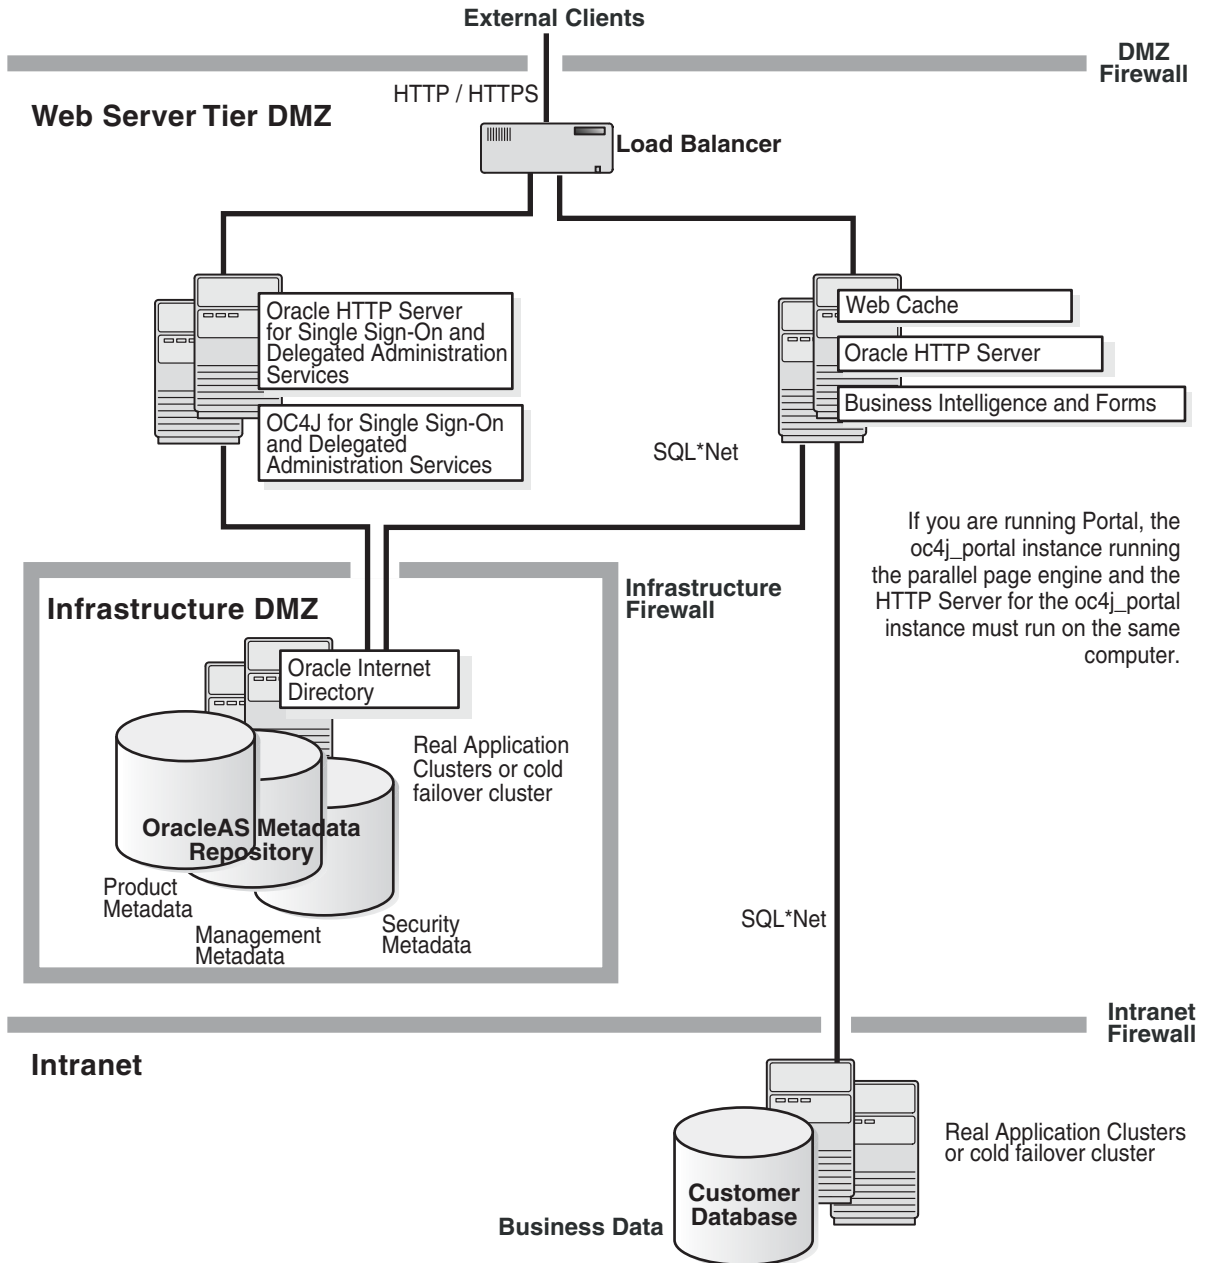 External Clients
DMZ
Firewall
HTTP / HTTPS
Web Server Tier DMZ
Load Balancer
Oracle HTTP Server
for Single Sign-On and
Delegated Administration
Services
OC4J for Single Sign-On
and Delegated
Administration Services
Web Cache
Oracle HTTP Server
Business Intelligence and Forms
SQL*Net
If you are running Portal, the
oc4j_portal instance running
the parallel page engine and the
HTTP Server for the oc4j_portal
instance must run on the same
computer.
Infrastructure
Firewall
Infrastructure DMZ
Oracle Internet
Directory
Real Application
Clusters or cold
failover cluster
OracleAS Metadata
Repository
Product
Metadata
Management
Metadata
Security
Metadata
SQL*Net
Intranet
Firewall
Intranet
Real Application Clusters
or cold failover cluster
Customer
Database
Business Data